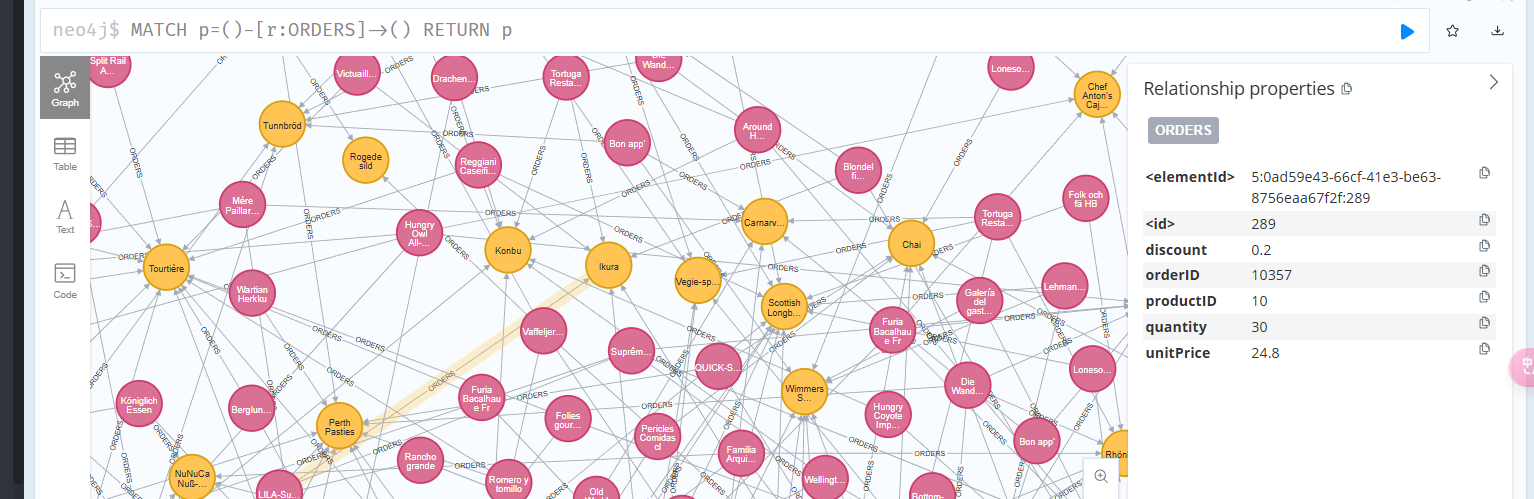 neo4j$ MATCH p=()-[r:ORDERS]→() RETURN p
Graph
Table
Text
Code
Split Rail
A...
Victuaill...
Drachen...
Tortuga
Resta...
Wand...
Loneso...
Chef
Anton's
Caj...
Tunnbröd
Rogede
sild
Reggiani
Caseifi...
Bon app'
Around
H...
Blondel
fi...
Folk och
fä HB
Mère
Paillar...
Hungry
Owl
All-...
Konbu
Ikura
Carnarv...
Chai
Tortuga
Resta...
Tourtière
Wartian
Herkku
Vegie-sp...
Scottish
Longb...
Galería
del
gast...
Lehman...
Vaffeljer...
Suprêm...
QUICK-S...
Furia
Bacalhau
e Fr
Loneso...
Königlich
Essen
Berglun...
Perth
Pasties
Furia
Bacalhau
e Fr
Folies
gour...
Pericles
Comidas
cl
Wimmers
S...
Hungry
Coyote
Imp...
Die
Wand...
Bon app'
NuNuCa
Nuß-...
LILA-Su...
Rancho
grande
Romero y
tomillo
Old
Familia
Arqui...
Wellingt...
Bottom-
Rhön
ORDERS
Relationship properties
ORDERS
<elementId> 5:0ad59e43-66cf-41e3-be63-
8756eaa67f2f:289
<id> 289
discount 0.2
orderID 10357
productID 10
quantity 30
unitPrice 24.8